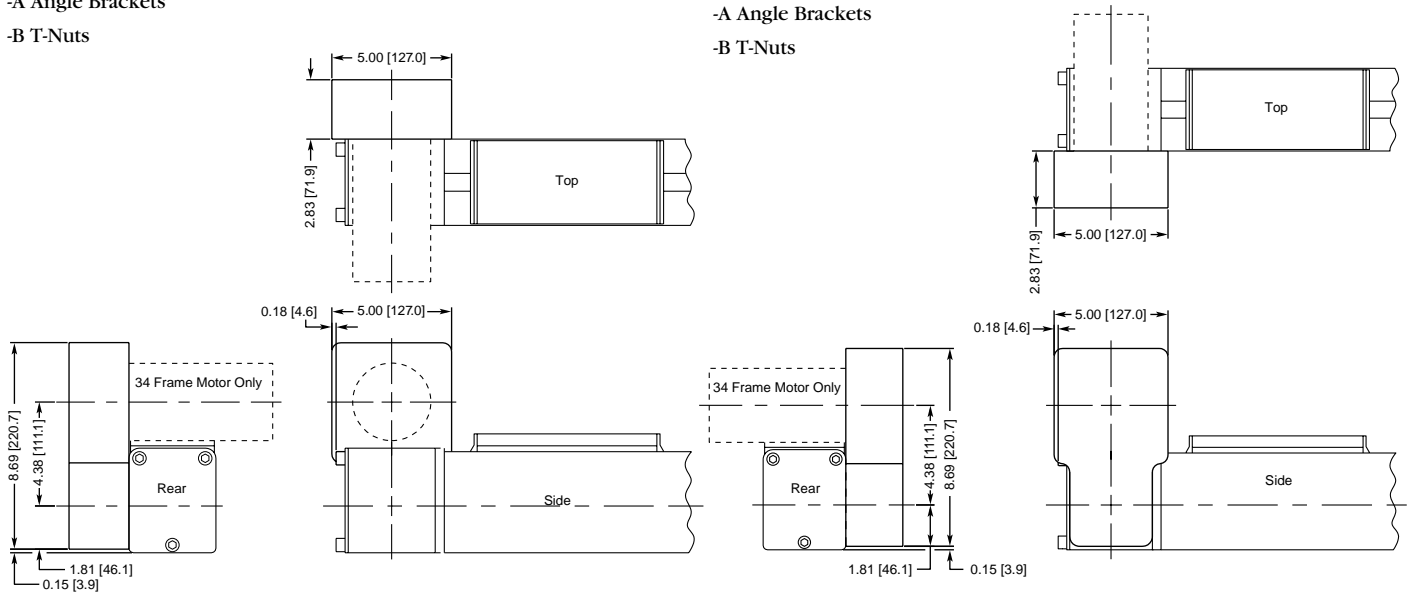 -A Angle Brackets
-B T-Nuts
5.00 [127.0]
2.83 [71.9]
Top
0.18 [4.6]
5.00 [127.0]
34 Frame Motor Only
8.69 [220.7]
4.38 [111.1]
Rear
Side
1.81 [46.1]
0.15 [3.9]
-A Angle Brackets
-B T-Nuts
Top
5.00 [127.0]
2.83 [71.9]
0.18 [4.6]
5.00 [127.0]
34 Frame Motor Only
4.38 [111.1]
8.69 [220.7]
Rear
Side
1.81 [46.1]
0.15 [3.9]